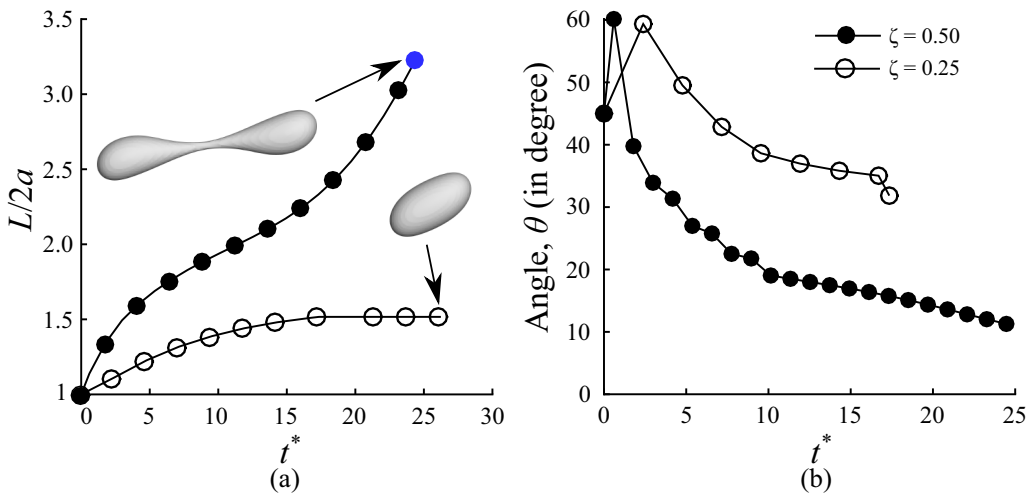 3.5
3.0
2.5
2.0
1.5
1
L/2a
0 5 10 15 20 25 30
t*
(a)
60
50
40
30
20
10
0
Angle, θ (in degree)
ζ = 0.50
ζ = 0.25
0 5 10 15 20 25
t*
(b)